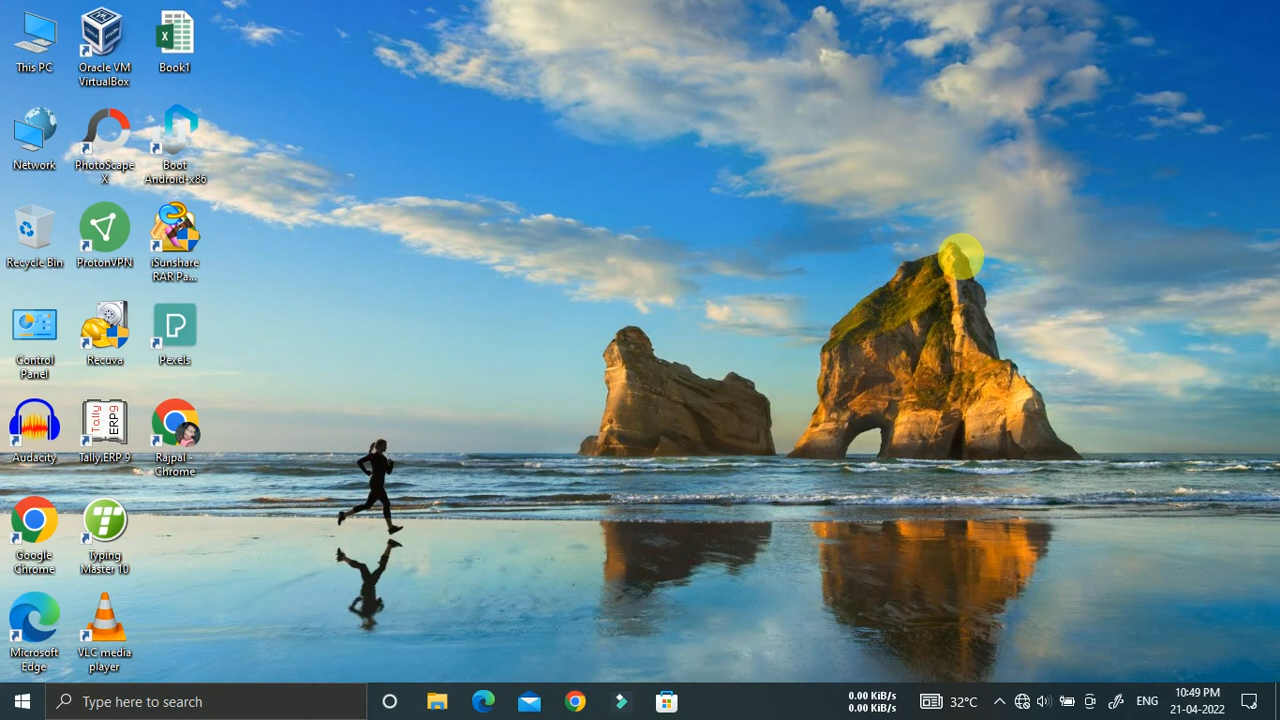 This PC
Oracle VM
VirtualBox
Book1
Network
PhotoScape
X
Boot
Android-x86
Recycle Bin
ProtonVPN
iSunshare
RAR Pa...
Control
Panel
Recuva
Pexels
Audacity
Tally
ERP9
Tally.ERP 9
Rajpal -
Chrome
Google
Chrome
Typing
Master 10
Microsoft
Edge
VLC media
player
Type here to search
0.00 KiB/s
0.00 KiB/s
32°C
ENG
10:49 PM
21-04-2022